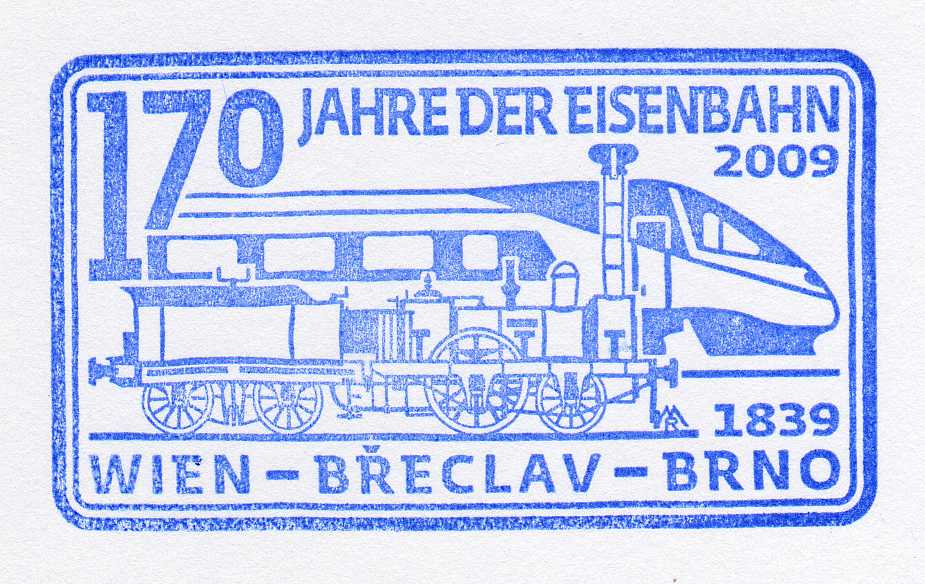 170 JAHRE DER EISENBAHN
2009
1839
WIEN – BŘECLAV – BRNO